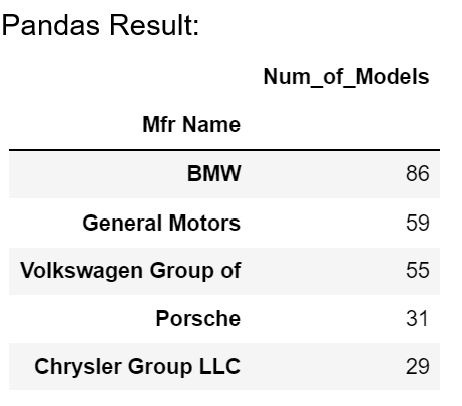 Pandas Result:
Num_of_Models
Mfr Name
BMW 86
General Motors 59
Volkswagen Group of 55
Porsche 31
Chrysler Group LLC 29